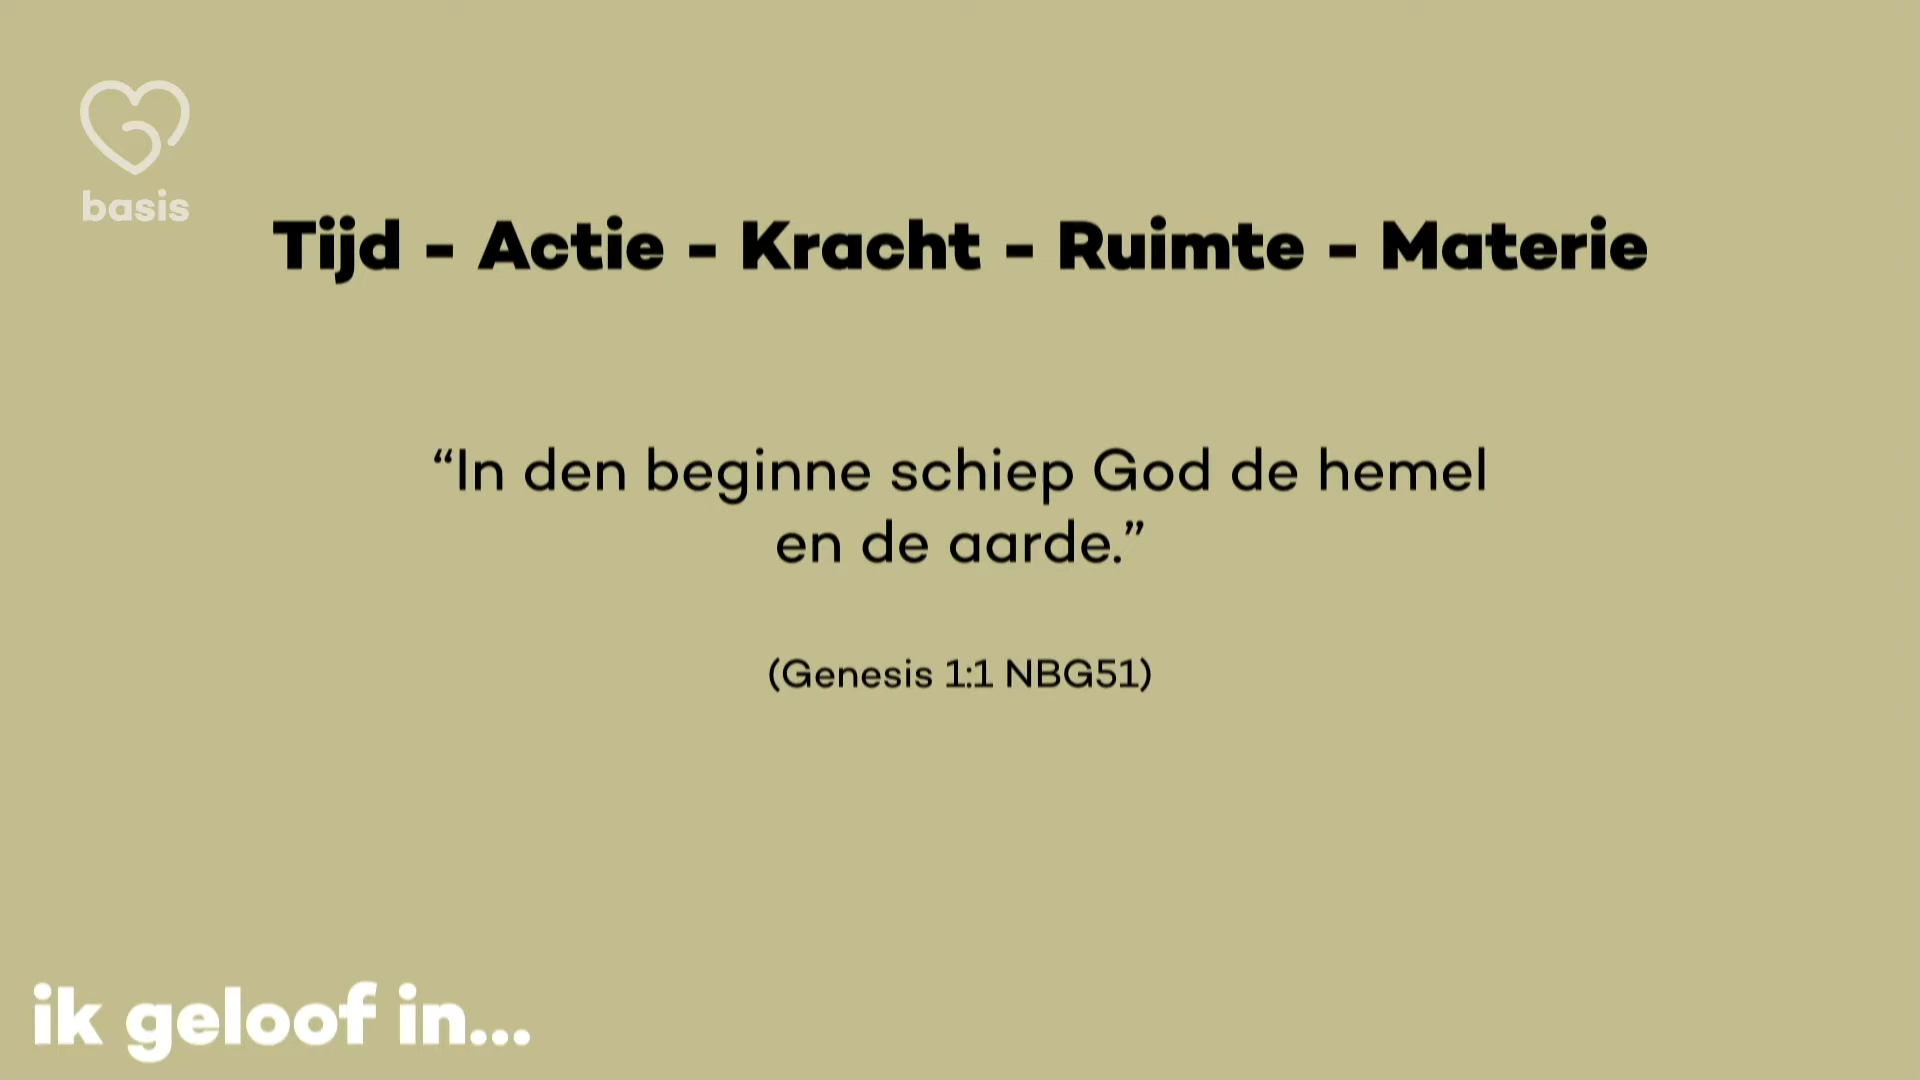 basis
Tijd - Actie - Kracht - Ruimte - Materie
“In den beginne schiep God de hemel
en de aarde.”
(Genesis 1:1 NBG51)
ik geloof in...